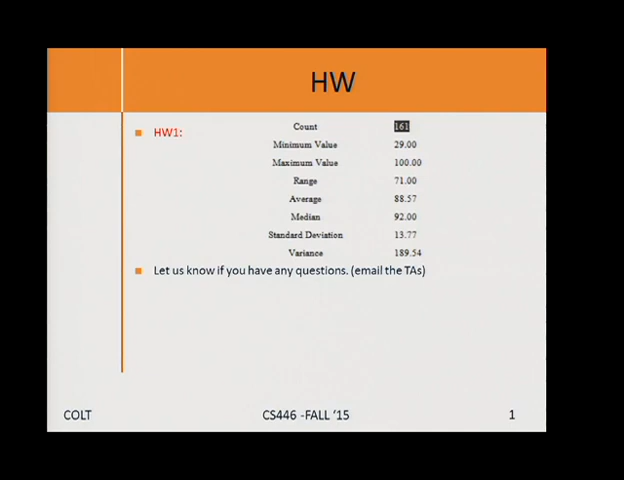 HW
HW1:
Count 161
Minimum Value 29.00
Maximum Value 100.00
Range 71.00
Average 88.57
Median 92.00
Standard Deviation 13.77
Variance 189.54
Let us know if you have any questions. (email the TAs)
COLT CS446 -FALL '15 1